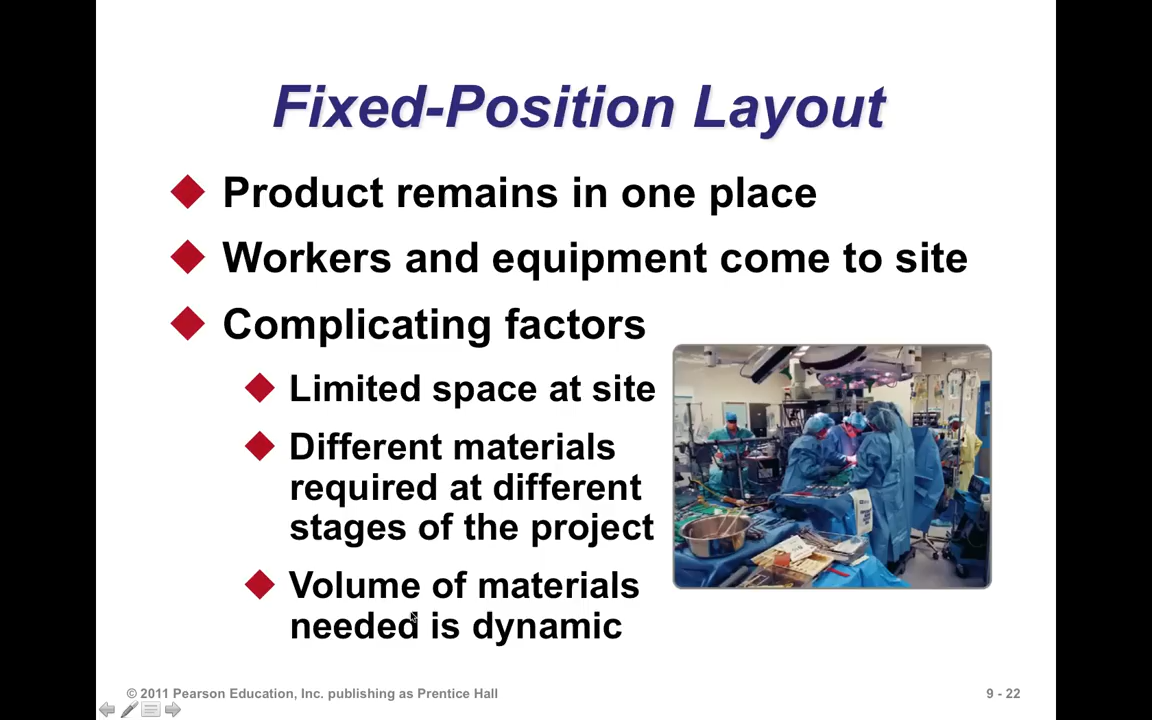 Fixed-Position Layout
Product remains in one place
Workers and equipment come to site
Complicating factors
Limited space at site
Different materials
required at different
stages of the project
Volume of materials
needed is dynamic
© 2011 Pearson Education, Inc. publishing as Prentice Hall
9 - 22